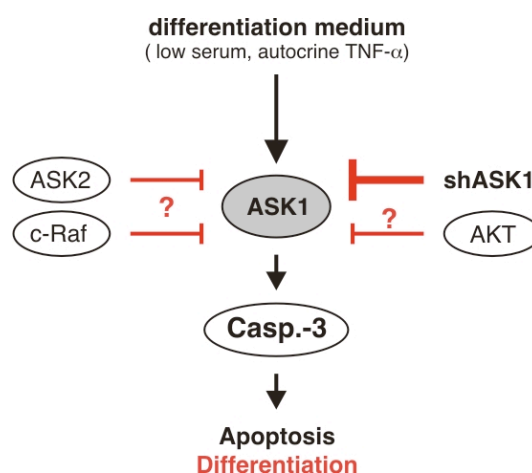 differentiation medium
( low serum, autocrine TNF-α)
ASK2
shASK1
?
ASK1
?
c-Raf
AKT
Casp.-3
Apoptosis
Differentiation